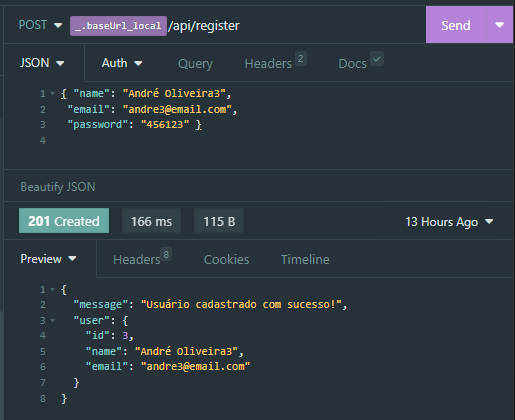 POST _.baseUrl_local /api/register Send
JSON Auth Query Headers 2 Docs
1 { "name": "André Oliveira3",
2 "email": "andre3@email.com",
3 "password": "456123" }
4
Beautify JSON
201 Created 166 ms 115 B 13 Hours Ago
Preview Headers 8 Cookies Timeline
1 {
2 "message": "Usuário cadastrado com sucesso!",
3 "user": {
4 "id": 3,
5 "name": "André Oliveira3",
6 "email": "andre3@email.com"
7 }
8 }